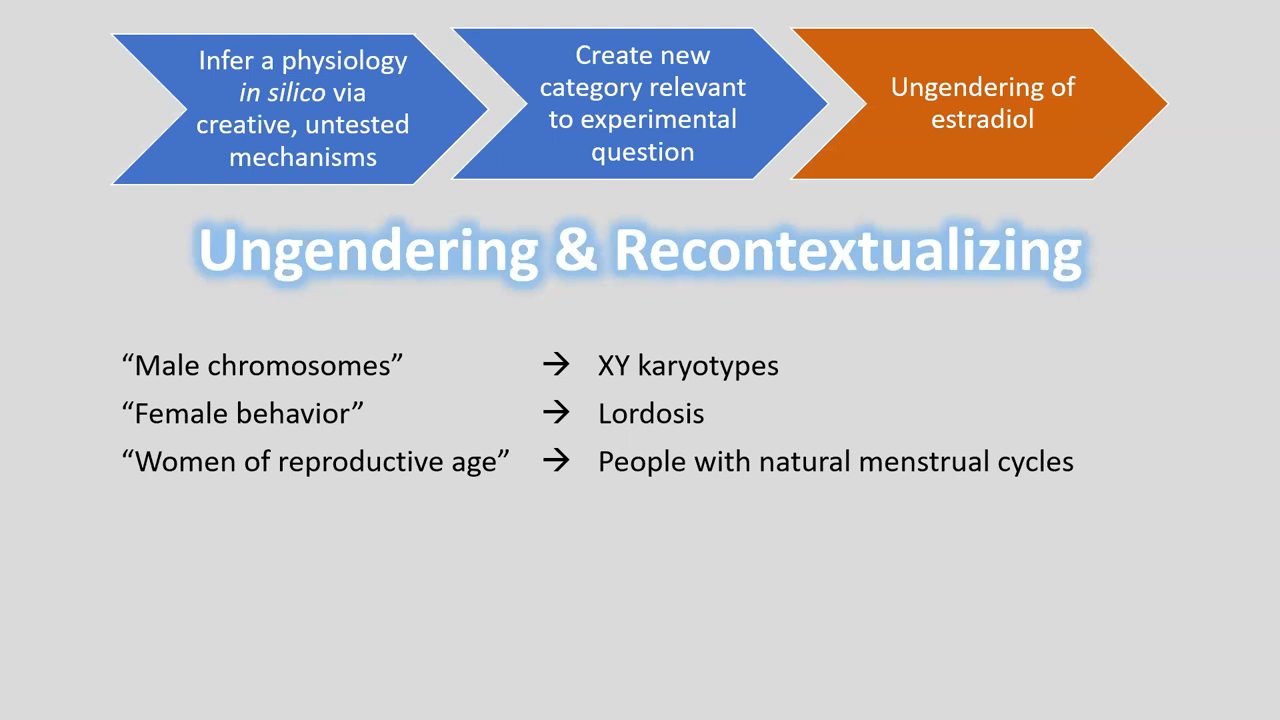 Infer a physiology
in silico via
creative, untested
mechanisms
Create new
category relevant
to experimental
question
Ungendering of
estradiol
Ungendering & Recontextualizing
“Male chromosomes” → XY karyotypes
“Female behavior” → Lordosis
“Women of reproductive age” → People with natural menstrual cycles